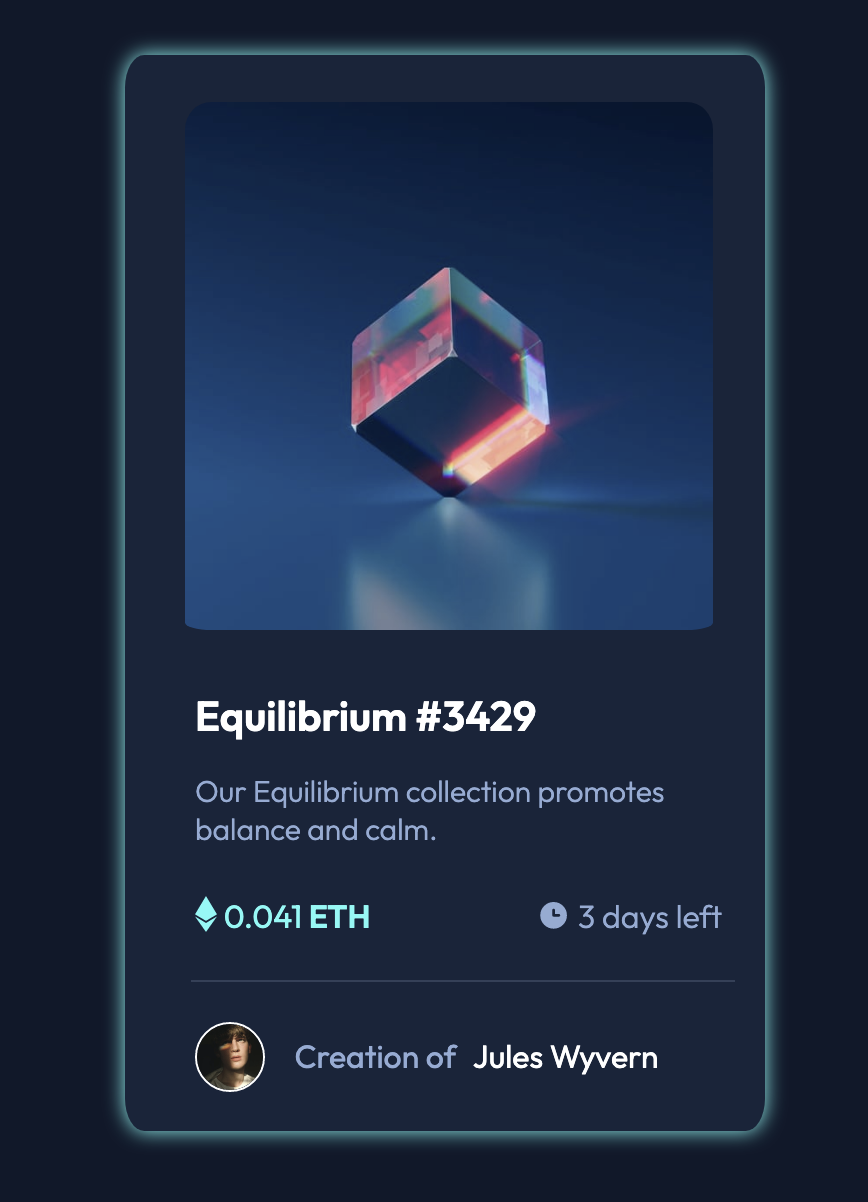 Equilibrium #3429
Our Equilibrium collection promotes
balance and calm.
0.041 ETH
3 days left
Creation of Jules Wyvern